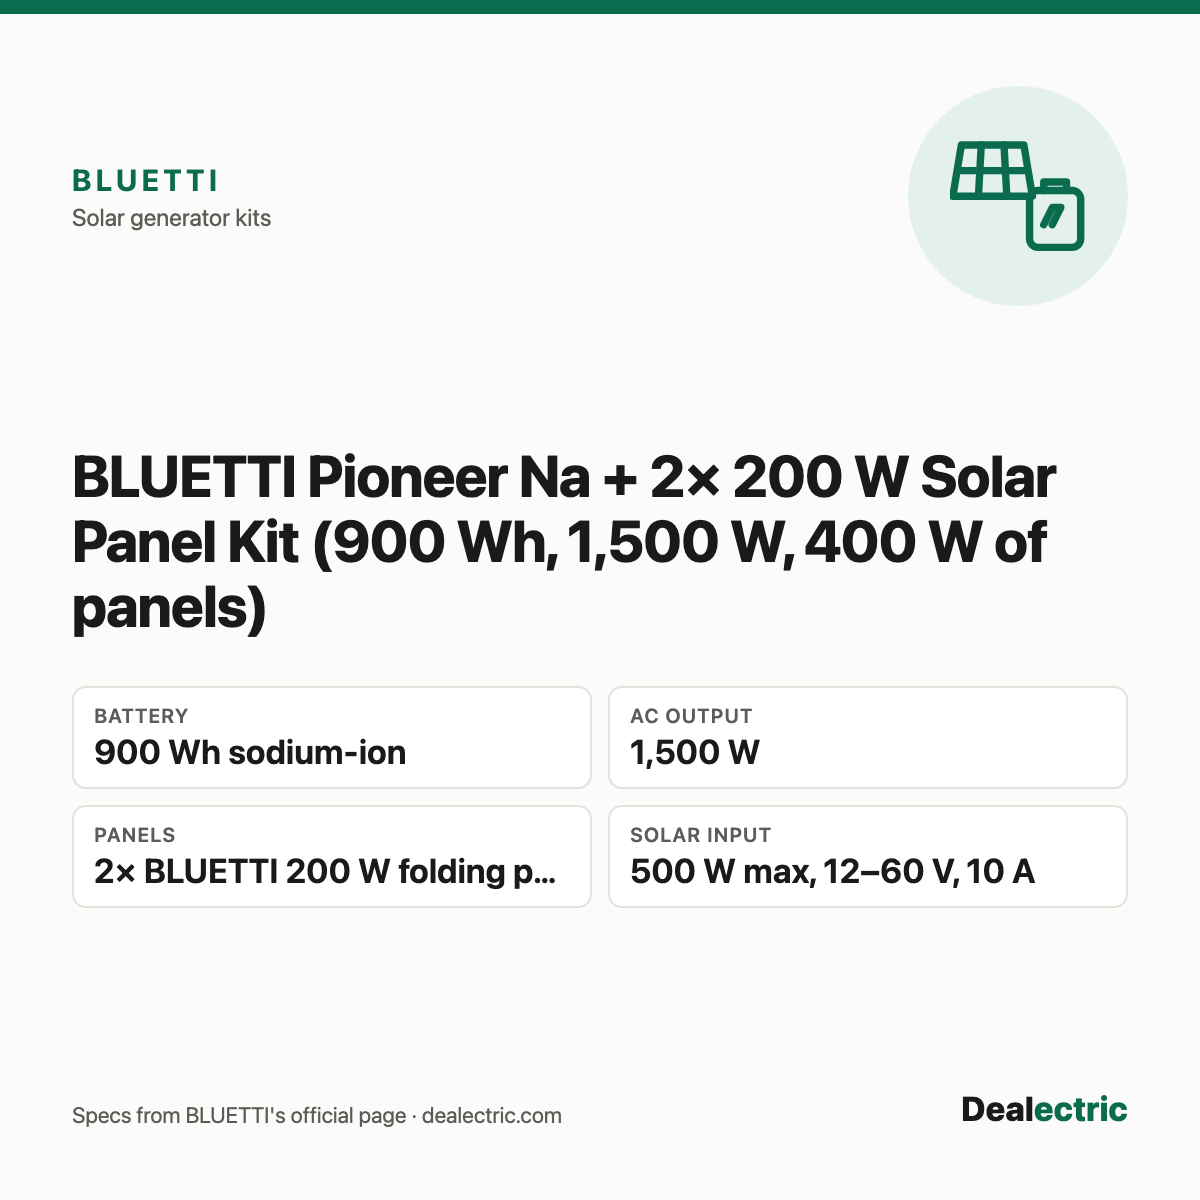 BLUETTI
Solar generator kits
BLUETTI Pioneer Na + 2× 200 W Solar
Panel Kit (900 Wh, 1,500 W, 400 W of
panels)
BATTERY
900 Wh sodium-ion
AC OUTPUT
1,500 W
PANELS
2× BLUETTI 200 W folding p...
SOLAR INPUT
500 W max, 12–60 V, 10 A
Specs from BLUETTI's official page · dealectric.com
Dealectric